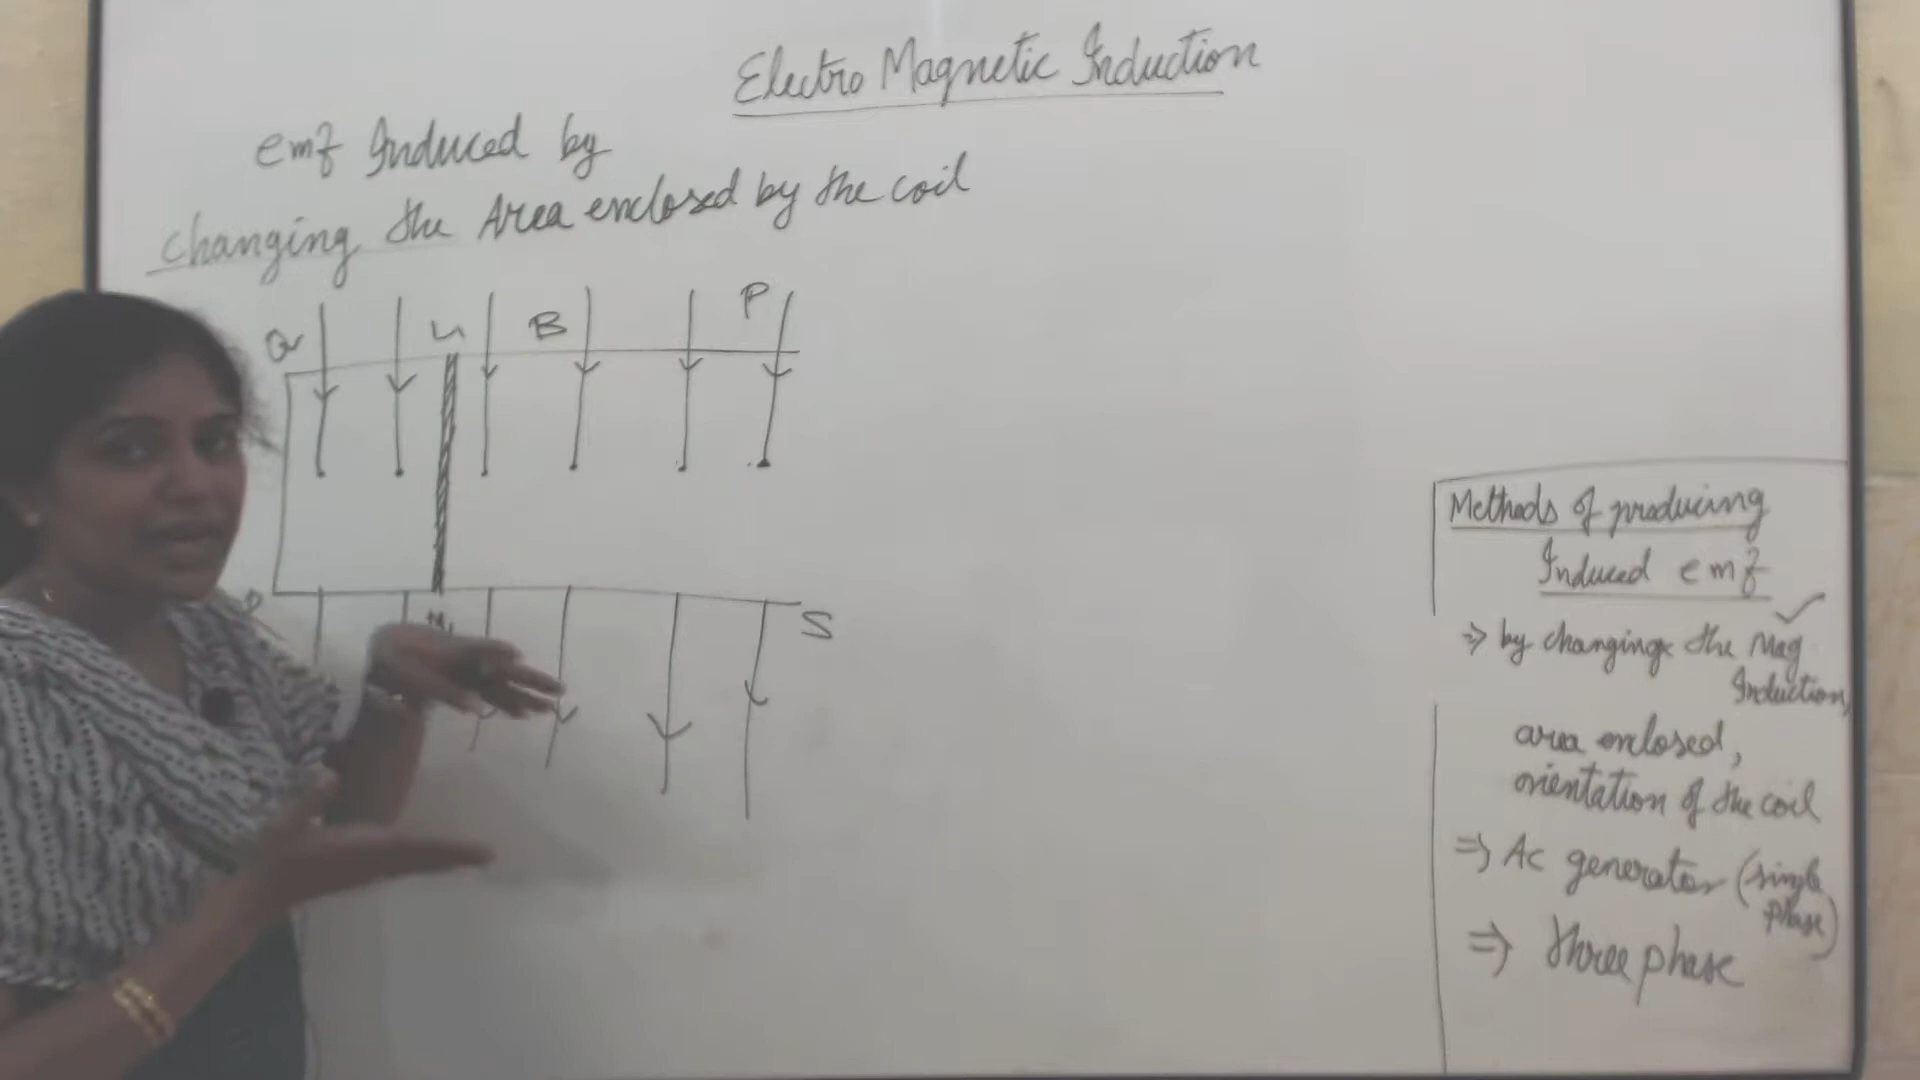 Electro Magnetic Induction
emf Induced by
changing the Area enclosed by the coil
P
B
Q
S
Methods of producing
Induced emf
⇒ by changing the Mag
Induction,
area enclosed,
orientation of the coil
⇒ Ac generator (single
phase)
⇒ three phase